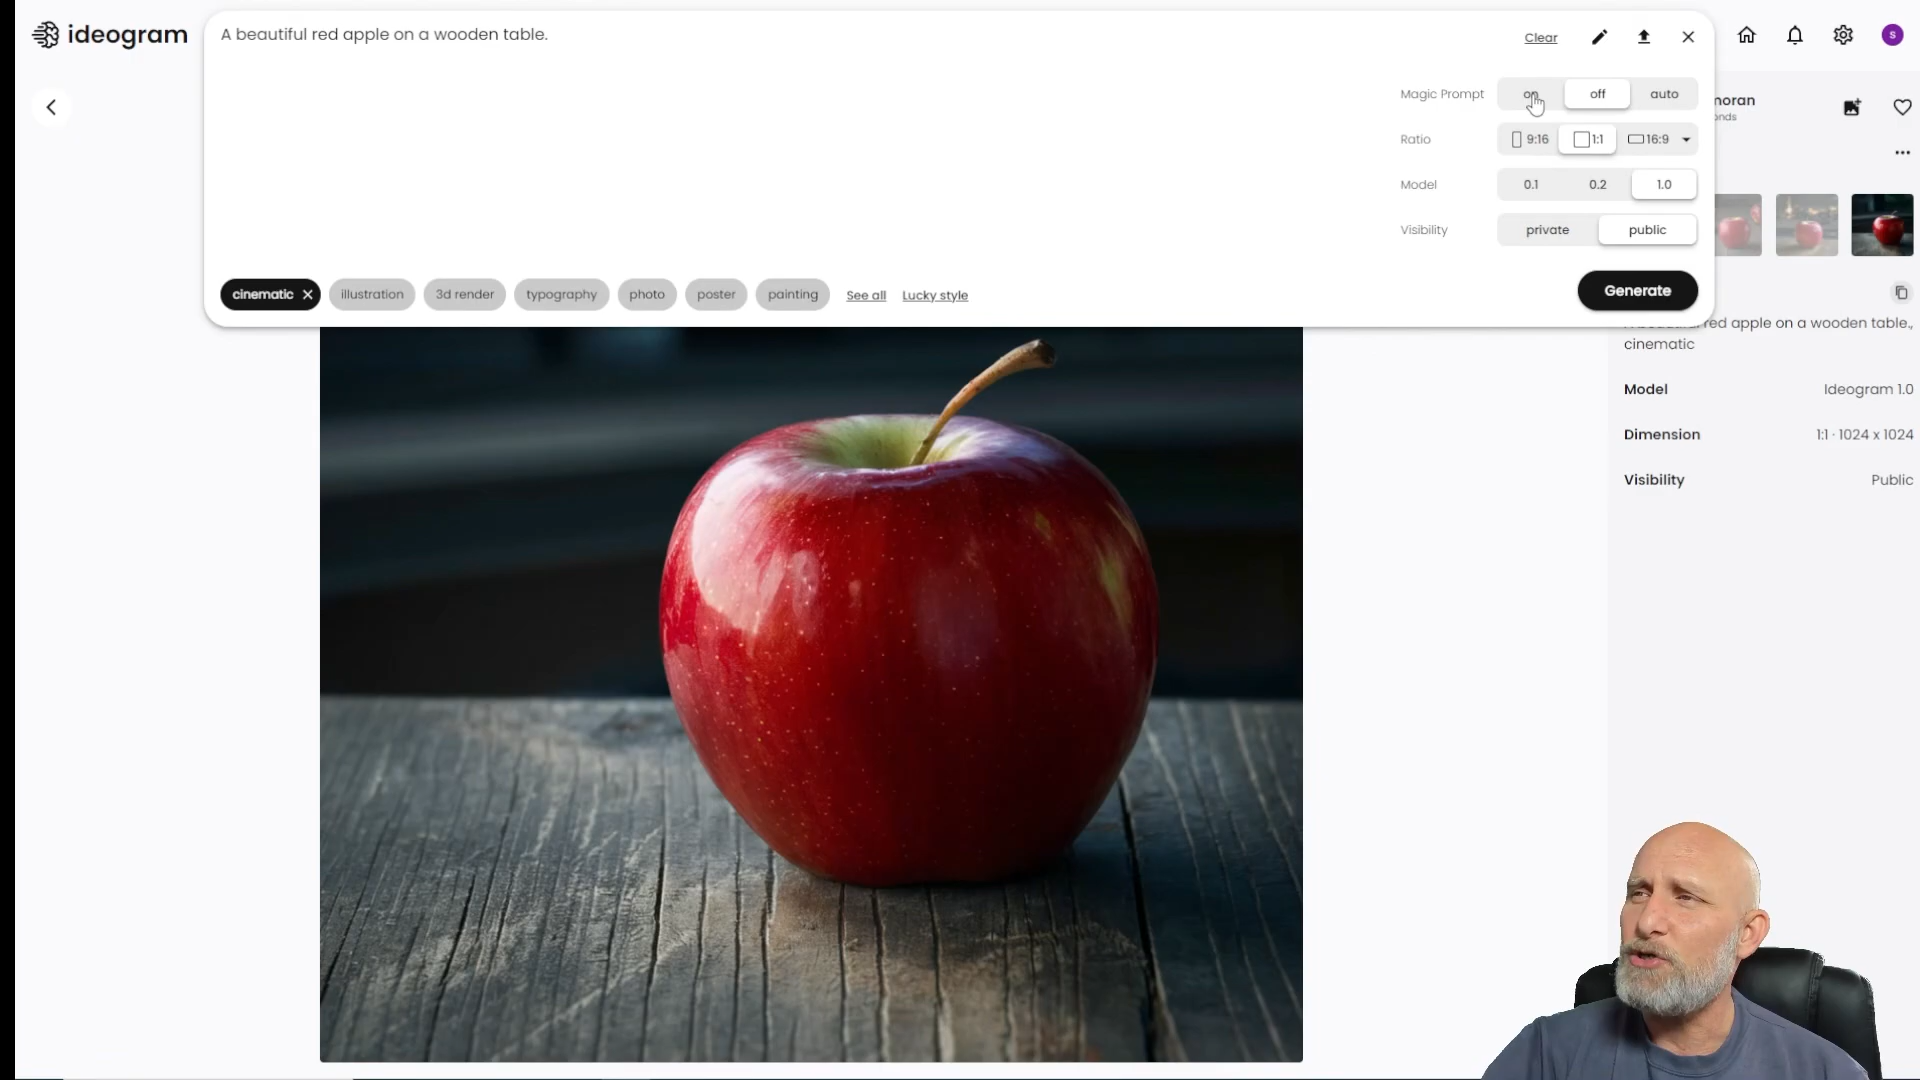 ideogram
A beautiful red apple on a wooden table.
Clear
S
Magic Prompt on off auto
Ratio 9:16 1:1 16:9
Model 0.1 0.2 1.0
Visibility private public
cinematic illustration 3d render typography photo poster painting See all Lucky style
Generate
red apple on a wooden table.,
cinematic
Model Ideogram 1.0
Dimension 1:1 · 1024 x 1024
Visibility Public